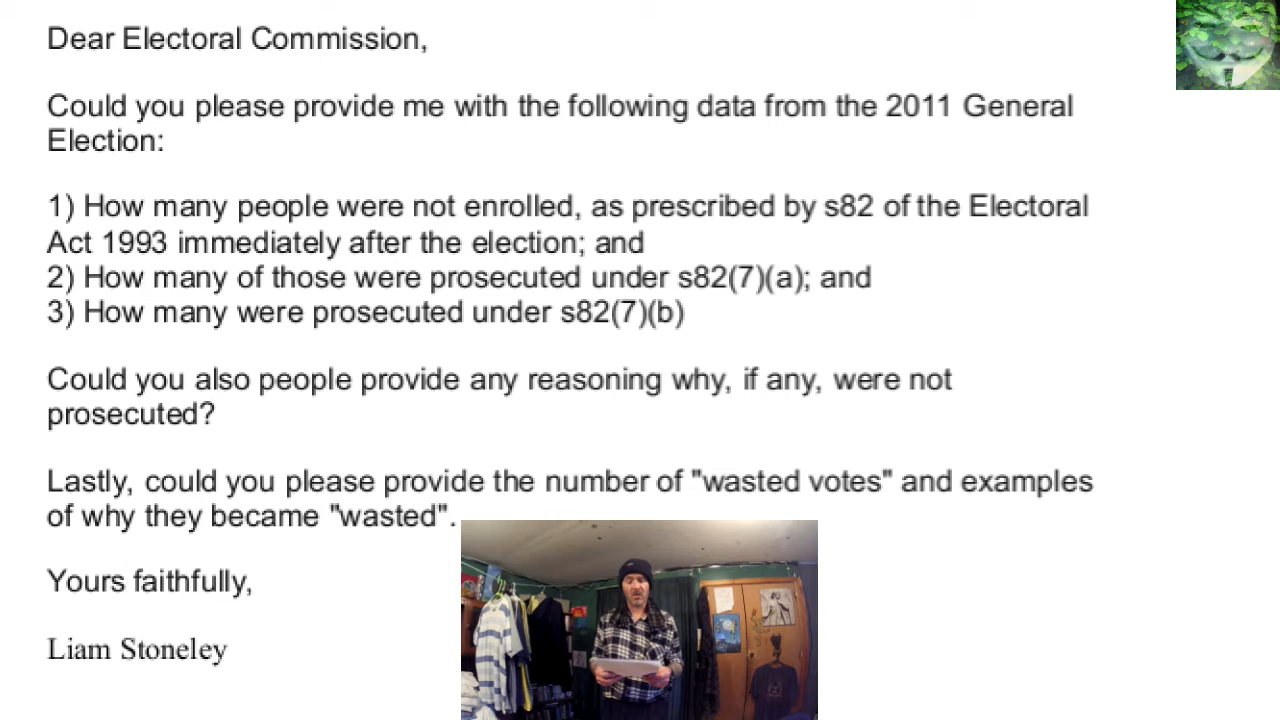 Dear Electoral Commission,
Could you please provide me with the following data from the 2011 General
Election:
1) How many people were not enrolled, as prescribed by s82 of the Electoral
Act 1993 immediately after the election; and
2) How many of those were prosecuted under s82(7)(a); and
3) How many were prosecuted under s82(7)(b)
Could you also people provide any reasoning why, if any, were not
prosecuted?
Lastly, could you please provide the number of "wasted votes" and examples
of why they became "wasted".
Yours faithfully,
Liam Stoneley